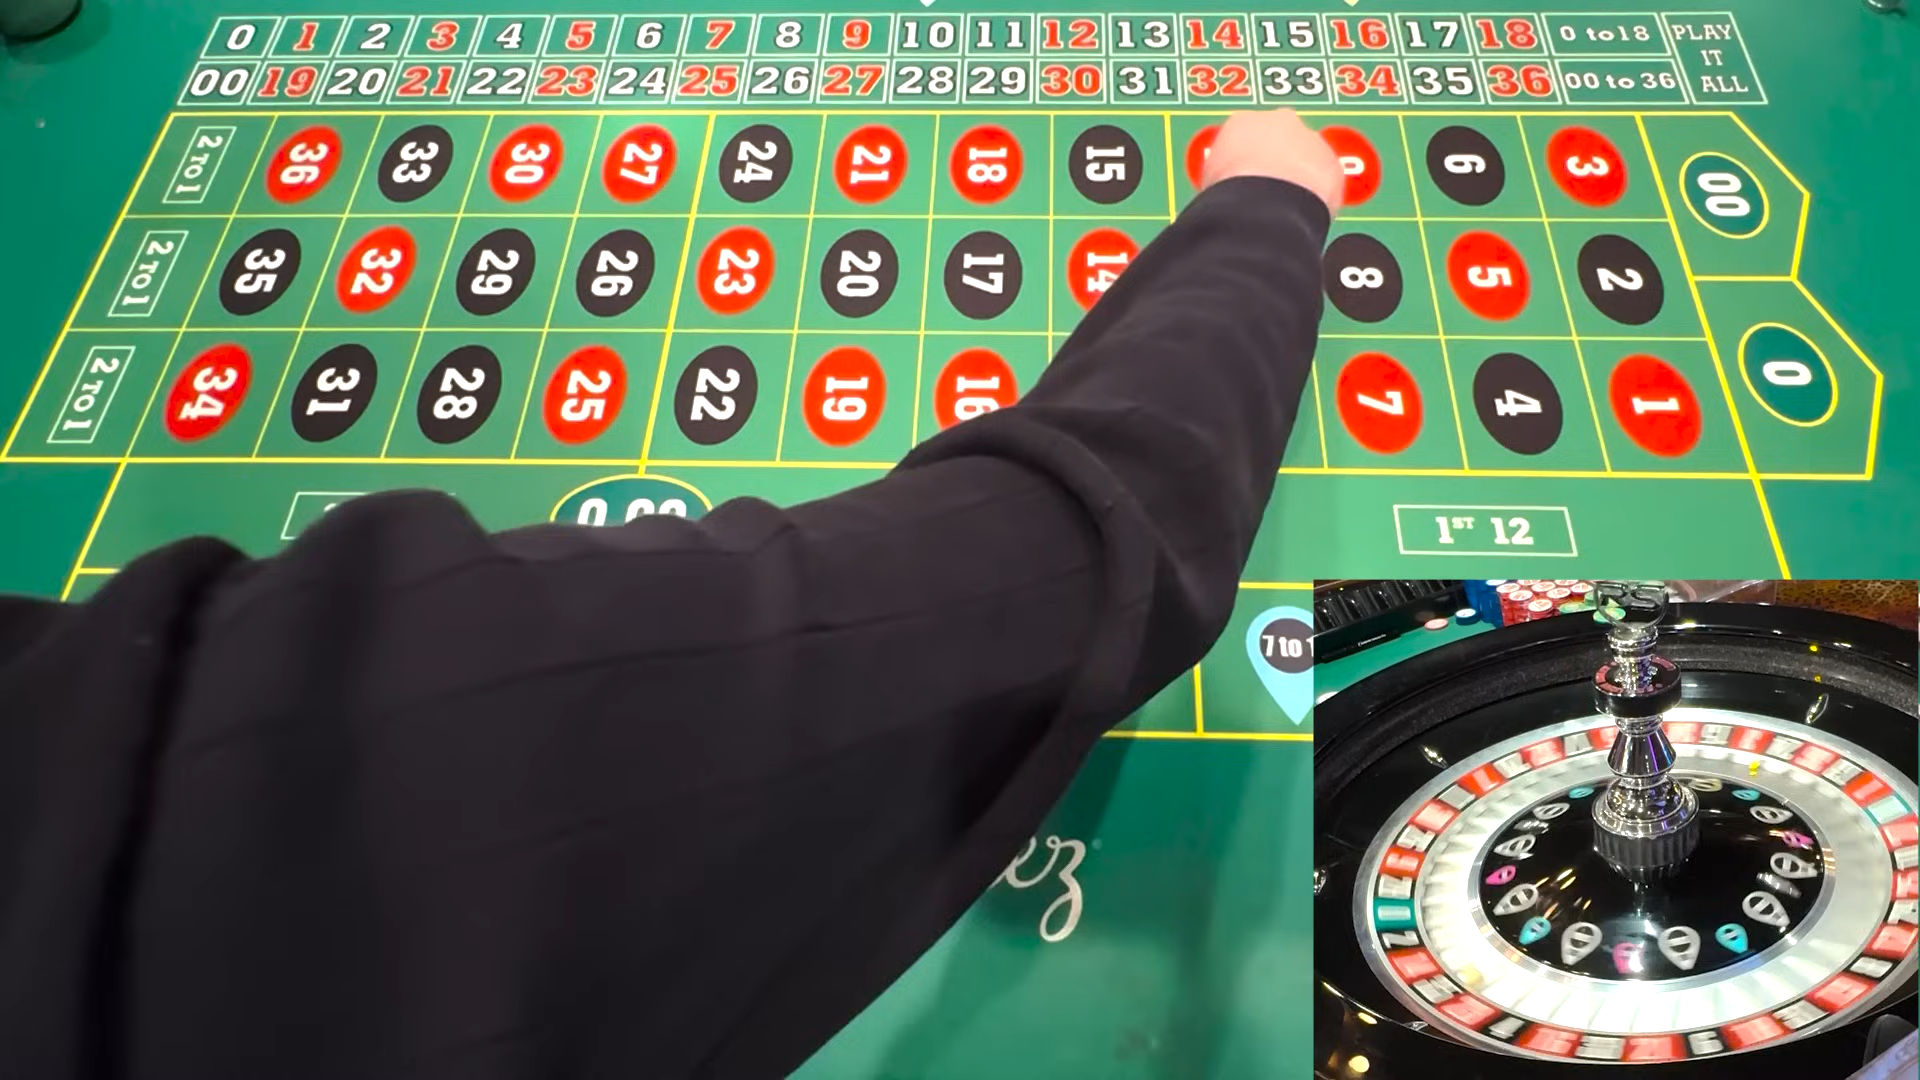 0 1 2 3 4 5 6 7 8 9 10 11 12 13 14 15 16 17 18 0 to 18 PLAY
IT
00 19 20 21 22 23 24 25 26 27 28 29 30 31 32 33 34 35 36 00 to 36 ALL
2 TO 1 36 33 30 27 24 21 18 15 6 3 00
2 TO 1 35 32 29 26 23 20 17 14 8 5 2
2 TO 1 34 31 28 25 22 19 16 7 4 1 0
1ST 12
7 to 1